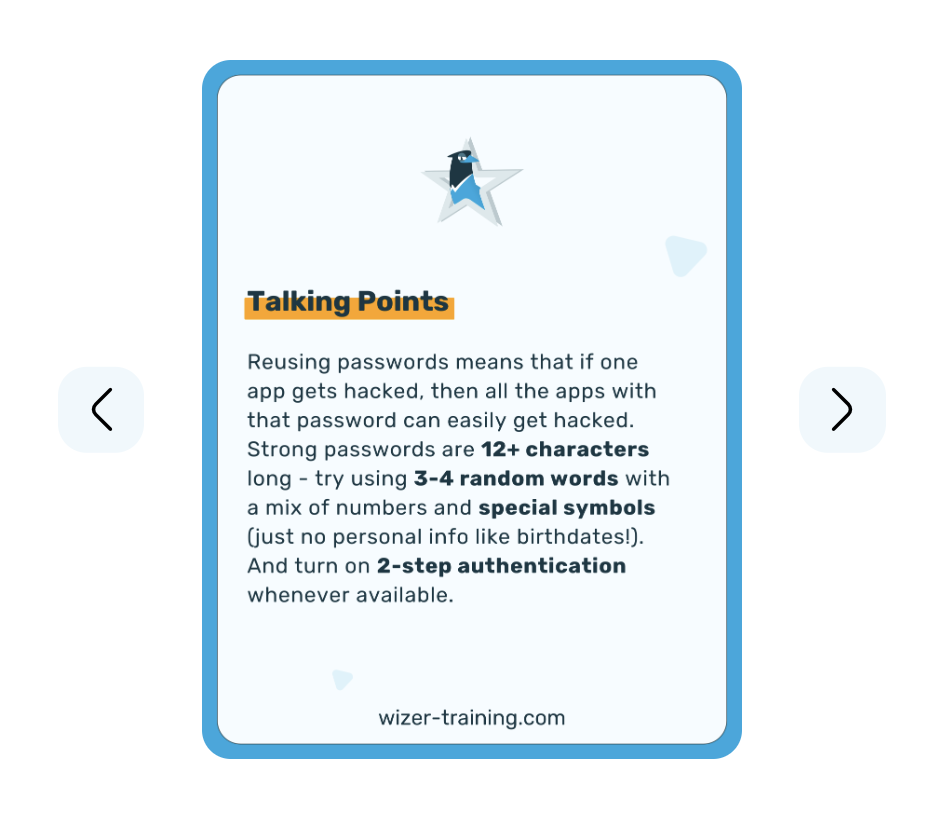 Talking Points
Reusing passwords means that if one
app gets hacked, then all the apps with
that password can easily get hacked.
Strong passwords are 12+ characters
long - try using 3-4 random words with
a mix of numbers and special symbols
(just no personal info like birthdates!).
And turn on 2-step authentication
whenever available.
wizer-training.com